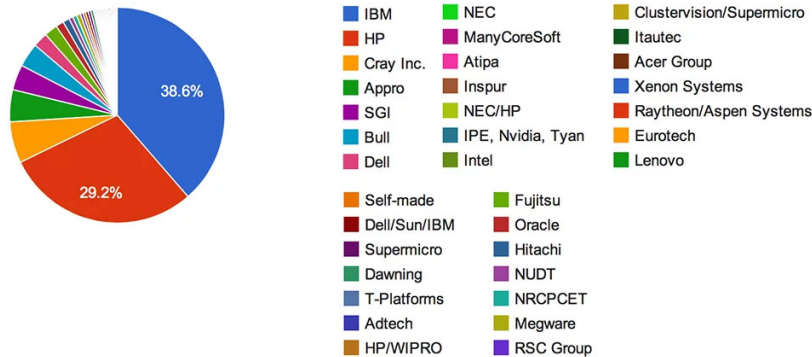 38.6%
29.2%
IBM
HP
Cray Inc.
Appro
SGI
Bull
Dell
NEC
ManyCoreSoft
Atipa
Inspur
NEC/HP
IPE, Nvidia, Tyan
Intel
Clustervision/Supermicro
Itautec
Acer Group
Xenon Systems
Raytheon/Aspen Systems
Eurotech
Lenovo
Self-made
Dell/Sun/IBM
Supermicro
Dawning
T-Platforms
Adtech
HP/WIPRO
Fujitsu
Oracle
Hitachi
NUDT
NRCPCET
Megware
RSC Group